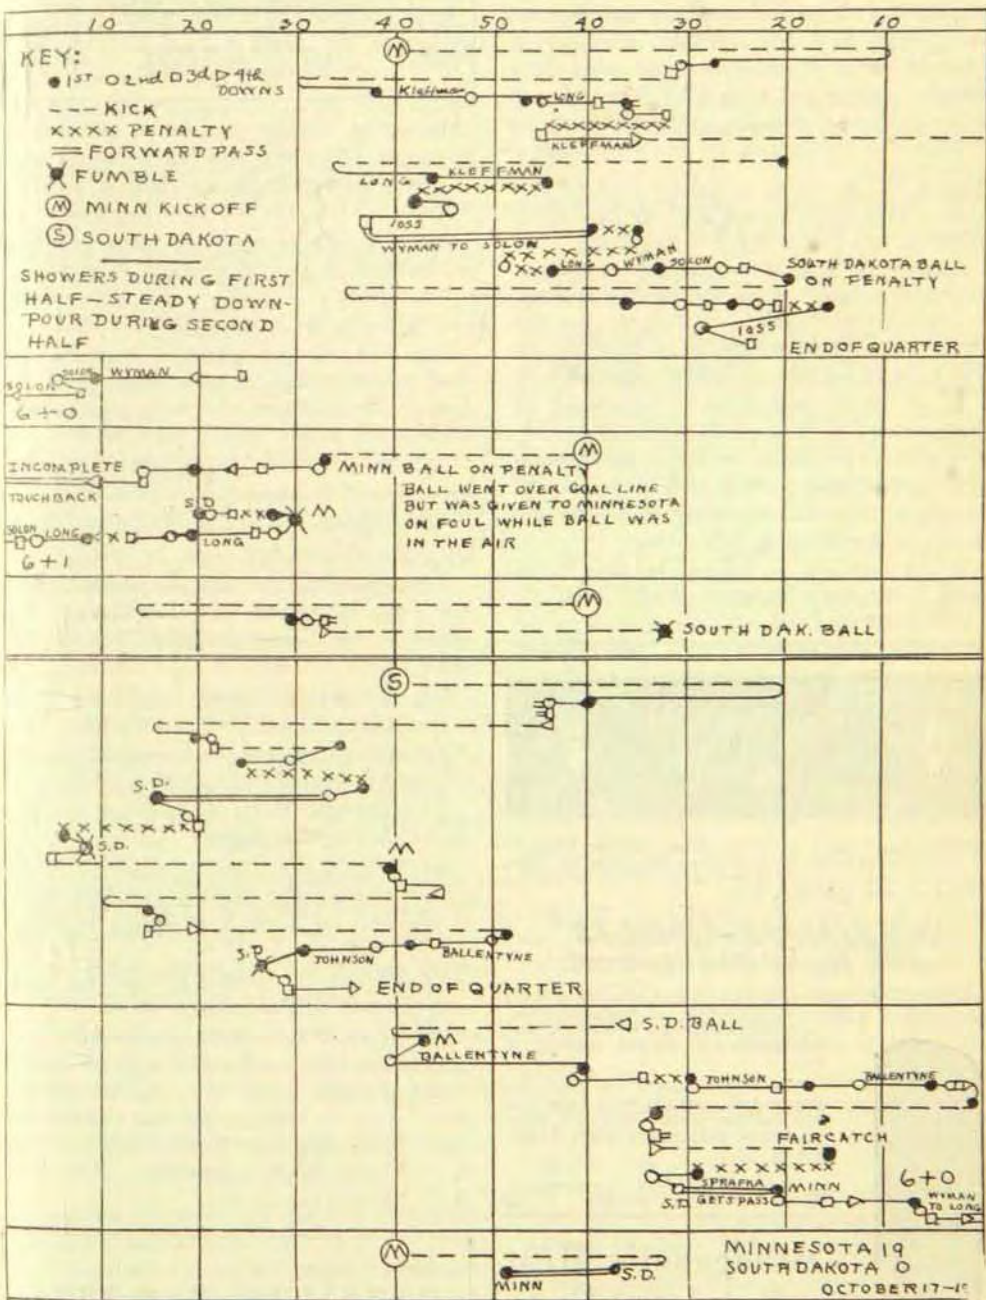 10 20 30 40 50 40 30 20 10
KEY:
1ST 2nd 3d 4th
DOWNS
KICK
XXXX PENALTY
FORWARD PASS
FUMBLE
M MINN KICKOFF
S SOUTH DAKOTA
SHOWERS DURING FIRST
HALF - STEADY DOWN-
POUR DURING SECOND
HALF
M
Kleffman
LONG
KLEFFMAN
LONG KLEFFMAN
LOSS
WYMAN TO SOLON
LONG WYMAN SOLON
SOUTH DAKOTA BALL
ON PENALTY
LOSS
END OF QUARTER
SOLON WYMAN
SOLON
6+0
M
INCOMPLETE
MINN BALL ON PENALTY
TOUCHBACK
BALL WENT OVER GOAL LINE
BUT WAS GIVEN TO MINNESOTA
ON FOUL WHILE BALL WAS
IN THE AIR
S.D. M
SOLON LONG LONG
6+1
M
SOUTH DAK. BALL
S
S.D.
S.D.
M
S.D. JOHNSON BALLENTYNE
END OF QUARTER
S.D. BALL
M
BALLENTYNE
JOHNSON BALLENTYNE
FAIR CATCH
SPRAFKA MINN
S.D. GETS PASS
6+0
WYMAN
TO LONG
M
MINN S.D.
MINNESOTA 19
SOUTH DAKOTA 0
OCTOBER 17-